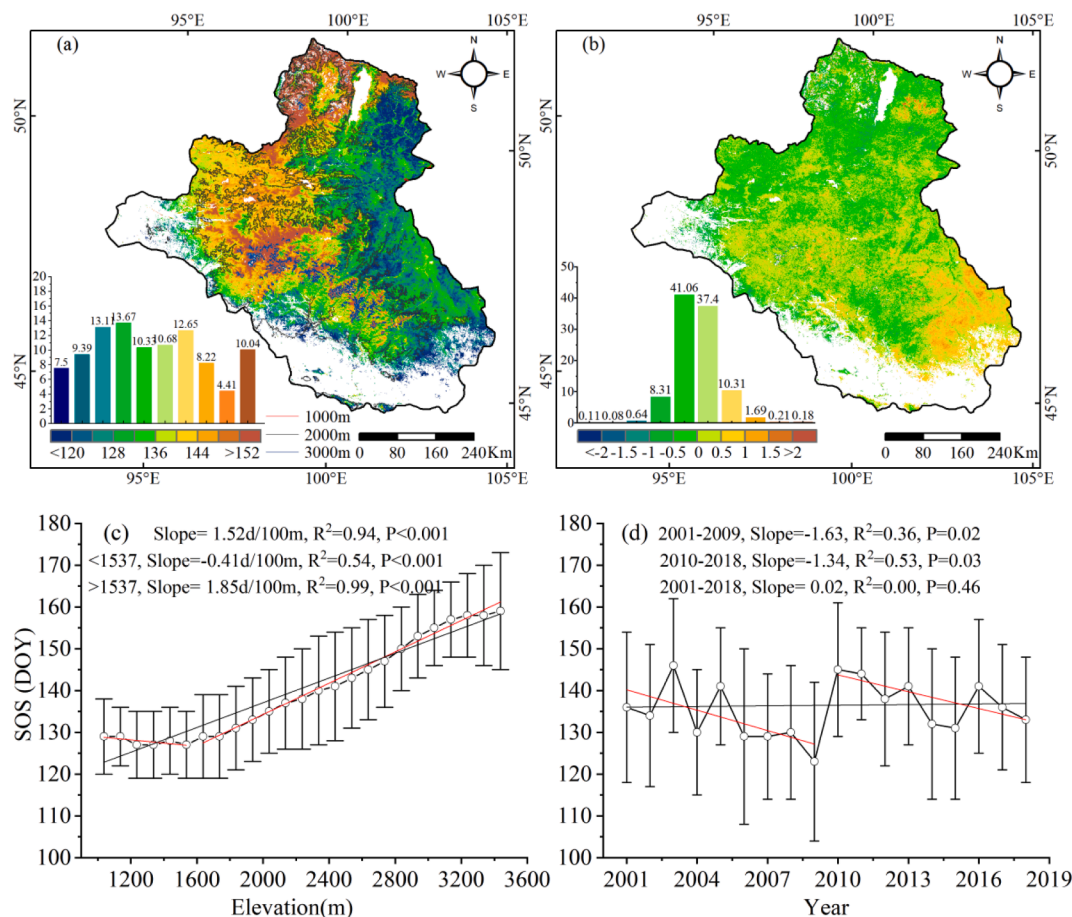 95°E 100°E 105°E 95°E 100°E 105°E
(a) N W E S
(b) N W E S
50°N 50°N 50°N 50°N
45°N 45°N 45°N 45°N
20
18
16
14
12
10
8
6
4
2
0
7.5 9.39 13.11 13.67 10.33 10.68 12.65 8.22 4.41 10.04
<120 128 136 144 >152
1000m
2000m
3000m
0 80 160 240Km
95°E 100°E
50
40
30
20
10
0
0.11 0.08 0.64 8.31 41.06 37.4 10.31 1.69 0.21 0.18
<-2 -1.5 -1 -0.5 0 0.5 1 1.5 >2
0 80 160 240Km
95°E 100°E
(c) Slope= 1.52d/100m, R²=0.94, P<0.001
<1537, Slope=-0.41d/100m, R²=0.54, P<0.001
>1537, Slope= 1.85d/100m, R²=0.99, P<0.001
SOS (DOY)
180
170
160
150
140
130
120
110
100
1200 1600 2000 2400 2800 3200 3600
Elevation(m)
(d) 2001-2009, Slope=-1.63, R²=0.36, P=0.02
2010-2018, Slope=-1.34, R²=0.53, P=0.03
2001-2018, Slope= 0.02, R²=0.00, P=0.46
180
170
160
150
140
130
120
110
100
2001 2004 2007 2010 2013 2016 2019
Year